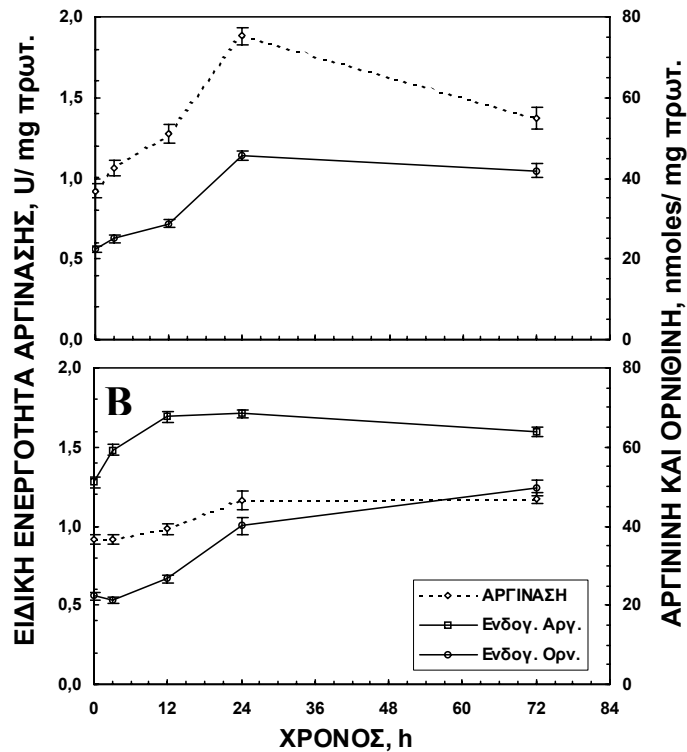 ΕΙΔΙΚΗ ΕΝΕΡΓΟΤΗΤΑ ΑΡΓΙΝΑΣΗΣ, U/ mg πρωτ.
2,0
1,5
1,0
0,5
0,0
80
60
40
20
0
ΑΡΓΙΝΙΝΗ ΚΑΙ ΟΡΝΙΘΙΝΗ, nmoles/ mg πρωτ.
B
2,0
1,5
1,0
0,5
0,0
80
60
40
20
0
ΑΡΓΙΝΑΣΗ
Ενδογ. Αργ.
Ενδογ. Ορν.
0 12 24 36 48 60 72 84
ΧΡΟΝΟΣ, h